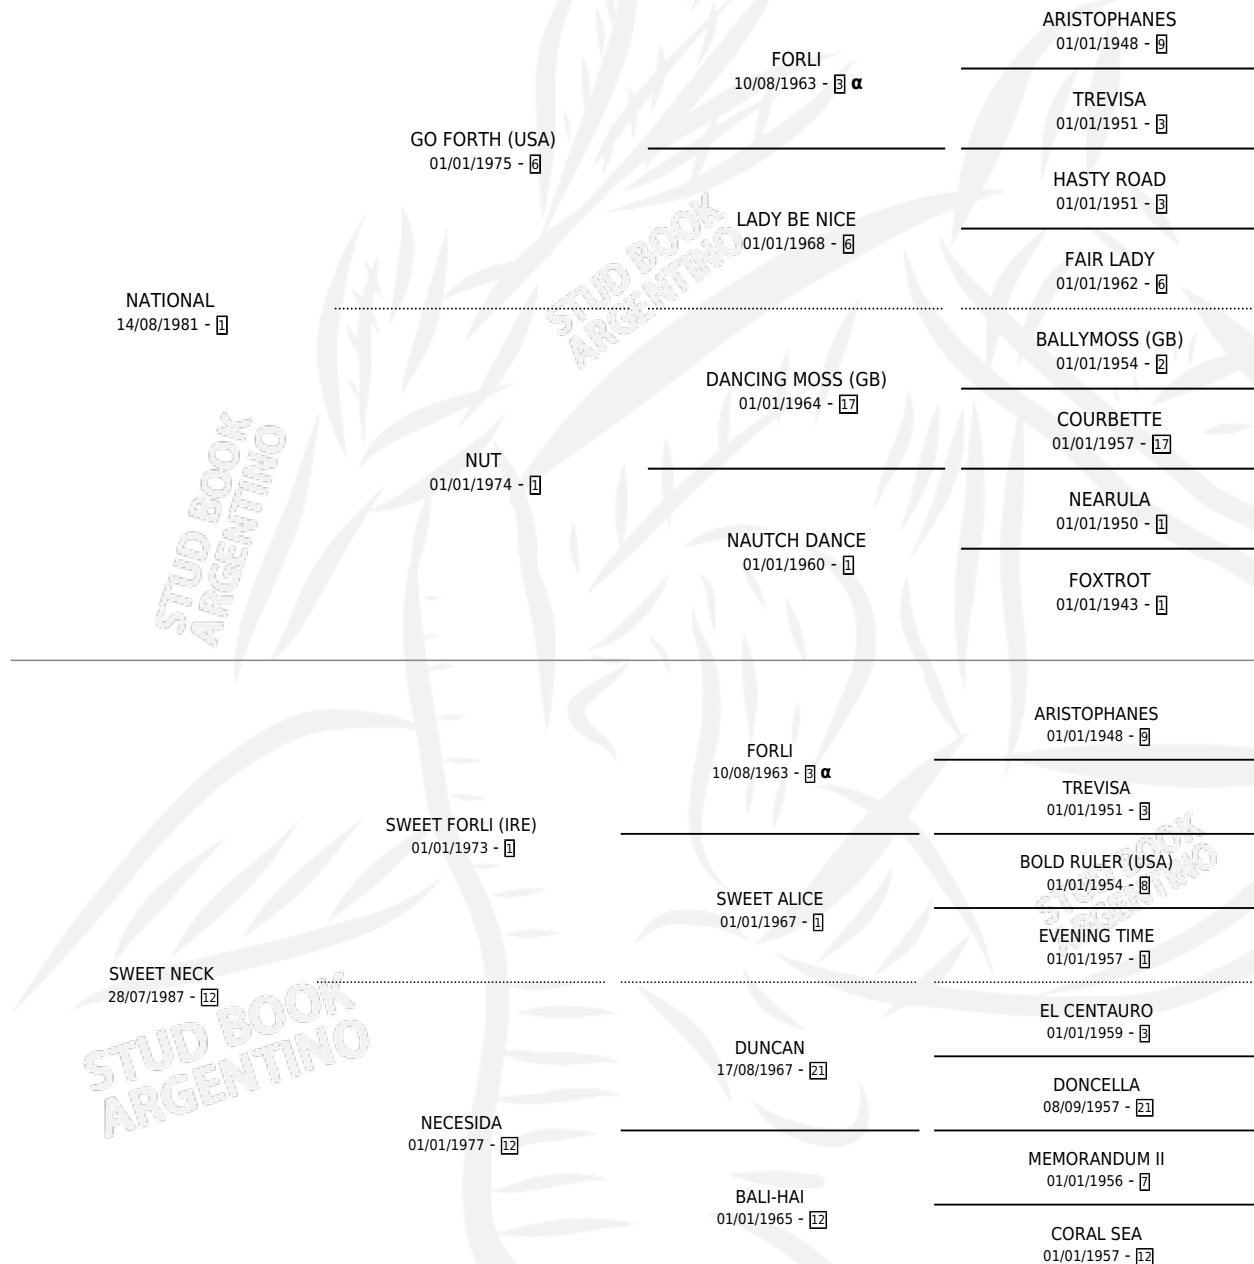 ARISTOPHANES
01/01/1948 - 9
FORLI
10/08/1963 - 3 α
TREVISA
01/01/1951 - 3
GO FORTH (USA)
01/01/1975 - 6
HASTY ROAD
01/01/1951 - 3
LADY BE NICE
01/01/1968 - 6
FAIR LADY
01/01/1962 - 6
NATIONAL
14/08/1981 - 1
BALLYMOSS (GB)
01/01/1954 - 2
DANCING MOSS (GB)
01/01/1964 - 17
COURBETTE
01/01/1957 - 17
NUT
01/01/1974 - 1
NEARULA
01/01/1950 - 1
NAUTCH DANCE
01/01/1960 - 1
FOXTROT
01/01/1943 - 1
STUD BOOK
ARGENTINO
STUD BOOK
ARGENTINO
ARISTOPHANES
01/01/1948 - 9
FORLI
10/08/1963 - 3 α
TREVISA
01/01/1951 - 3
SWEET FORLI (IRE)
01/01/1973 - 1
BOLD RULER (USA)
01/01/1954 - 8
SWEET ALICE
01/01/1967 - 1
EVENING TIME
01/01/1957 - 1
SWEET NECK
28/07/1987 - 12
EL CENTAURO
01/01/1959 - 3
DUNCAN
17/08/1967 - 21
DONCELLA
08/09/1957 - 21
NECESIDA
01/01/1977 - 12
MEMORANDUM II
01/01/1956 - 7
BALI-HAI
01/01/1965 - 12
CORAL SEA
01/01/1957 - 12
STUD BOOK
ARGENTINO
STUD BOOK
ARGENTINO